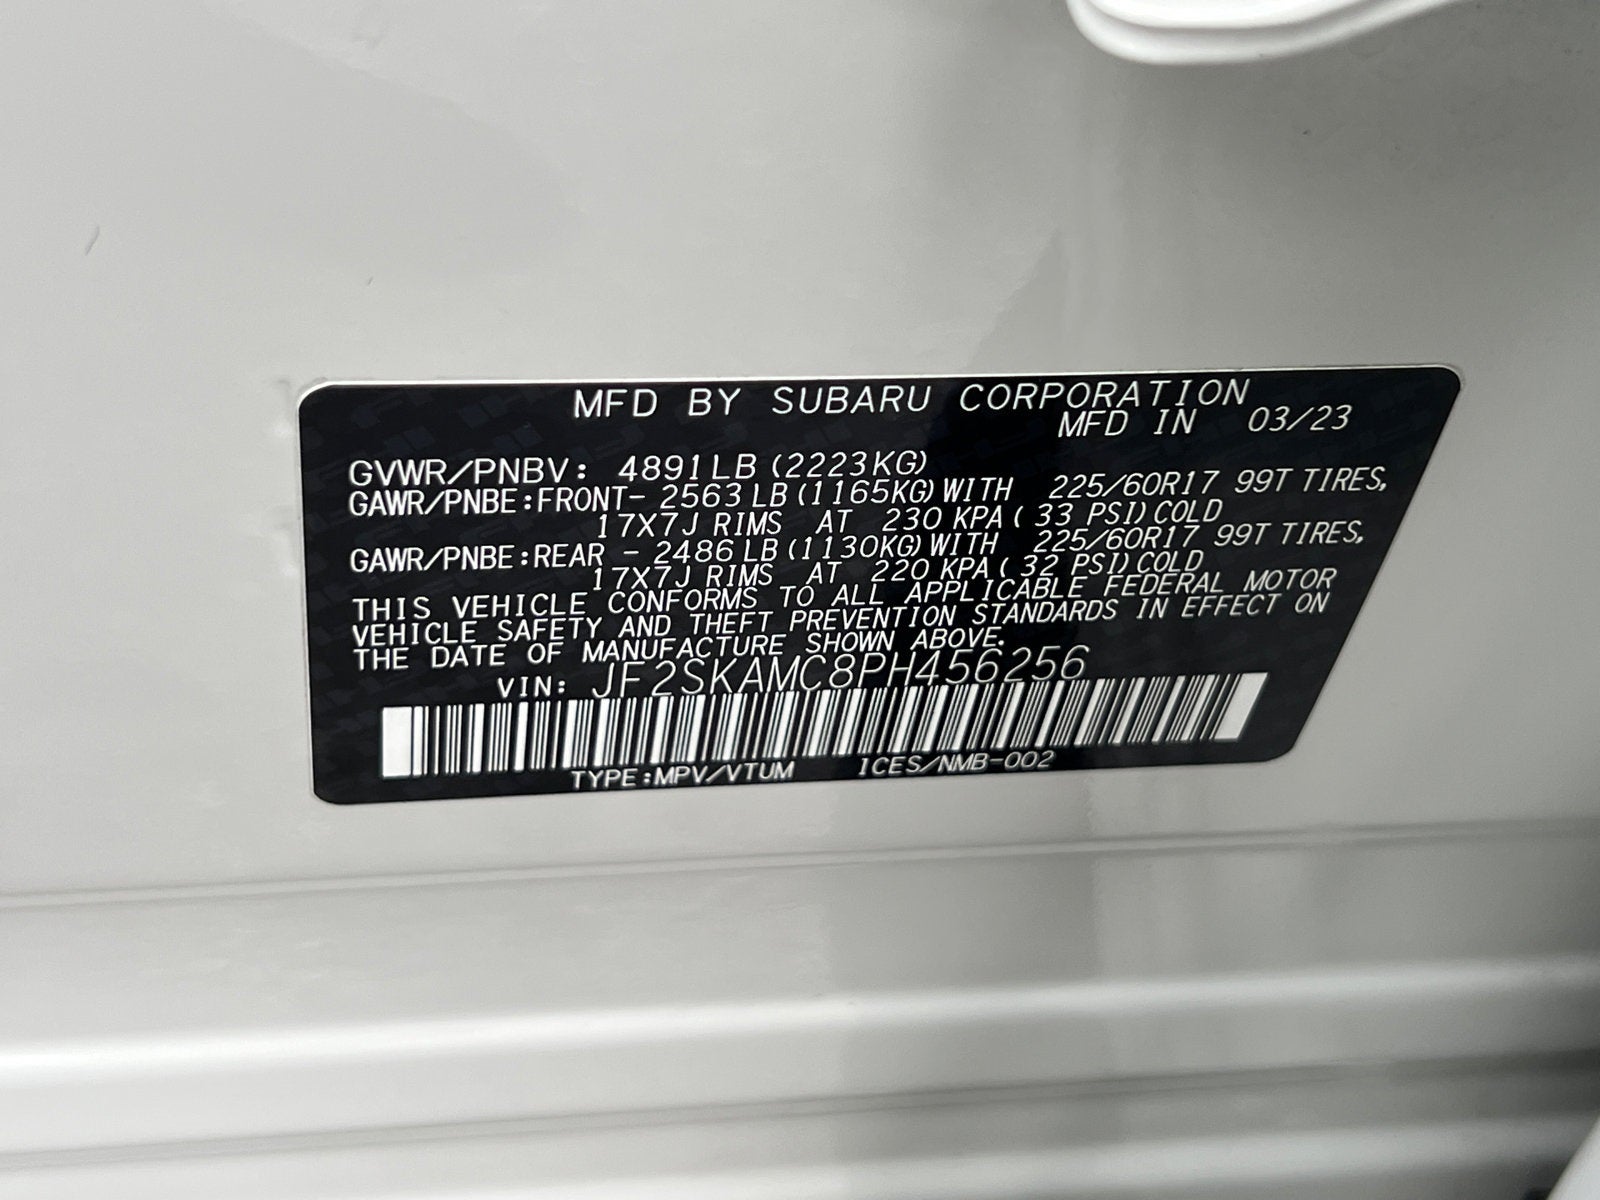 MFD BY SUBARU CORPORATION
MFD IN 03/23
GVWR/PNBV: 4891LB (2223KG)
GAWR/PNBE:FRONT- 2563LB(1165KG)WITH 225/60R17 99T TIRES,
17X7J RIMS AT 230 KPA( 33 PSI)COLD
GAWR/PNBE:REAR - 2486LB(1130KG)WITH 225/60R17 99T TIRES,
17X7J RIMS AT 220 KPA( 32 PSI)COLD
THIS VEHICLE CONFORMS TO ALL APPLICABLE FEDERAL MOTOR
VEHICLE SAFETY AND THEFT PREVENTION STANDARDS IN EFFECT ON
THE DATE OF MANUFACTURE SHOWN ABOVE.
VIN: JF2SKAMC8PH456256
TYPE:MPV/VTUM ICES/NMB-002